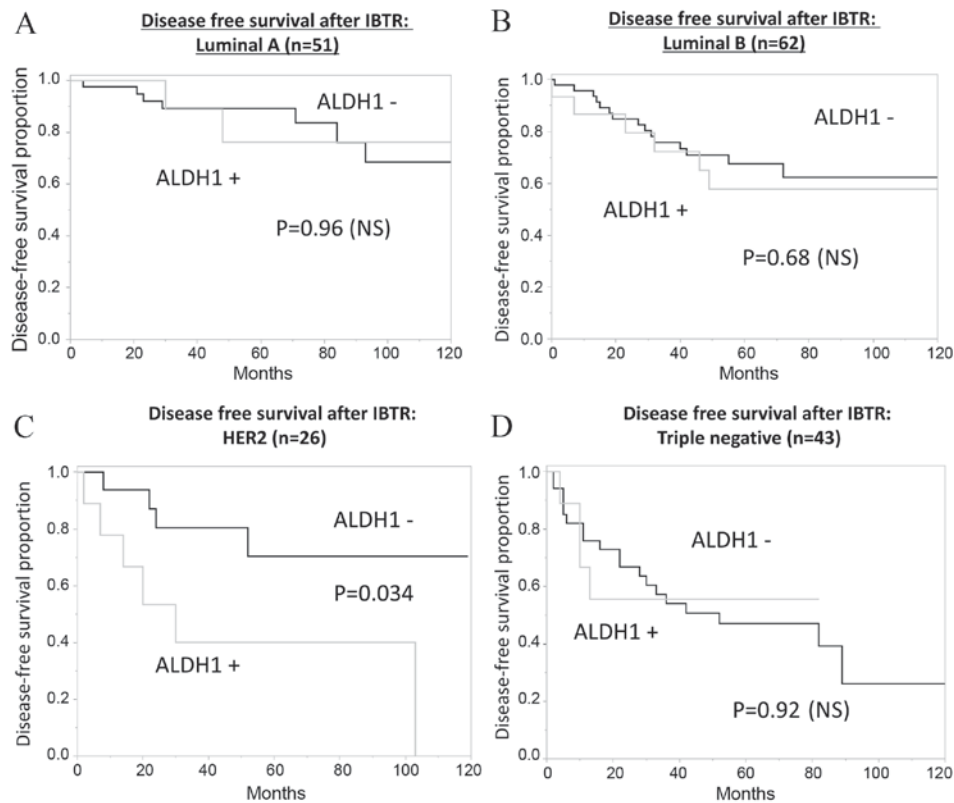 A
Disease free survival after IBTR:
Luminal A (n=51)
Disease-free survival proportion
1.0
0.8
0.6
0.4
0.2
0.0
ALDH1 -
ALDH1 +
P=0.96 (NS)
0 20 40 60 80 100 120
Months
B
Disease free survival after IBTR:
Luminal B (n=62)
Disease-free survival proportion
1.0
0.8
0.6
0.4
0.2
0.0
ALDH1 -
ALDH1 +
P=0.68 (NS)
0 20 40 60 80 100 120
Months
C
Disease free survival after IBTR:
HER2 (n=26)
Disease-free survival proportion
1.0
0.8
0.6
0.4
0.2
0.0
ALDH1 -
P=0.034
ALDH1 +
0 20 40 60 80 100 120
Months
D
Disease free survival after IBTR:
Triple negative (n=43)
Disease-free survival proportion
1.0
0.8
0.6
0.4
0.2
0.0
ALDH1 -
ALDH1 +
P=0.92 (NS)
0 20 40 60 80 100 120
Months